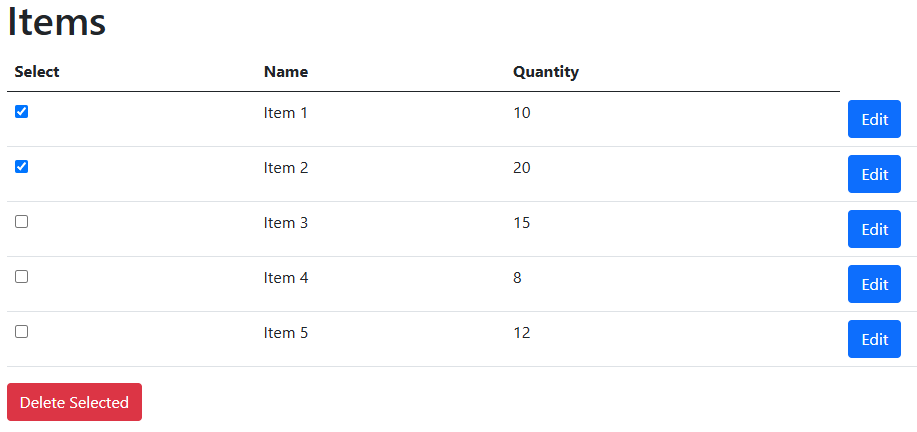 Items
Select Name Quantity
Item 1 10 Edit
Item 2 20 Edit
Item 3 15 Edit
Item 4 8 Edit
Item 5 12 Edit
Delete Selected